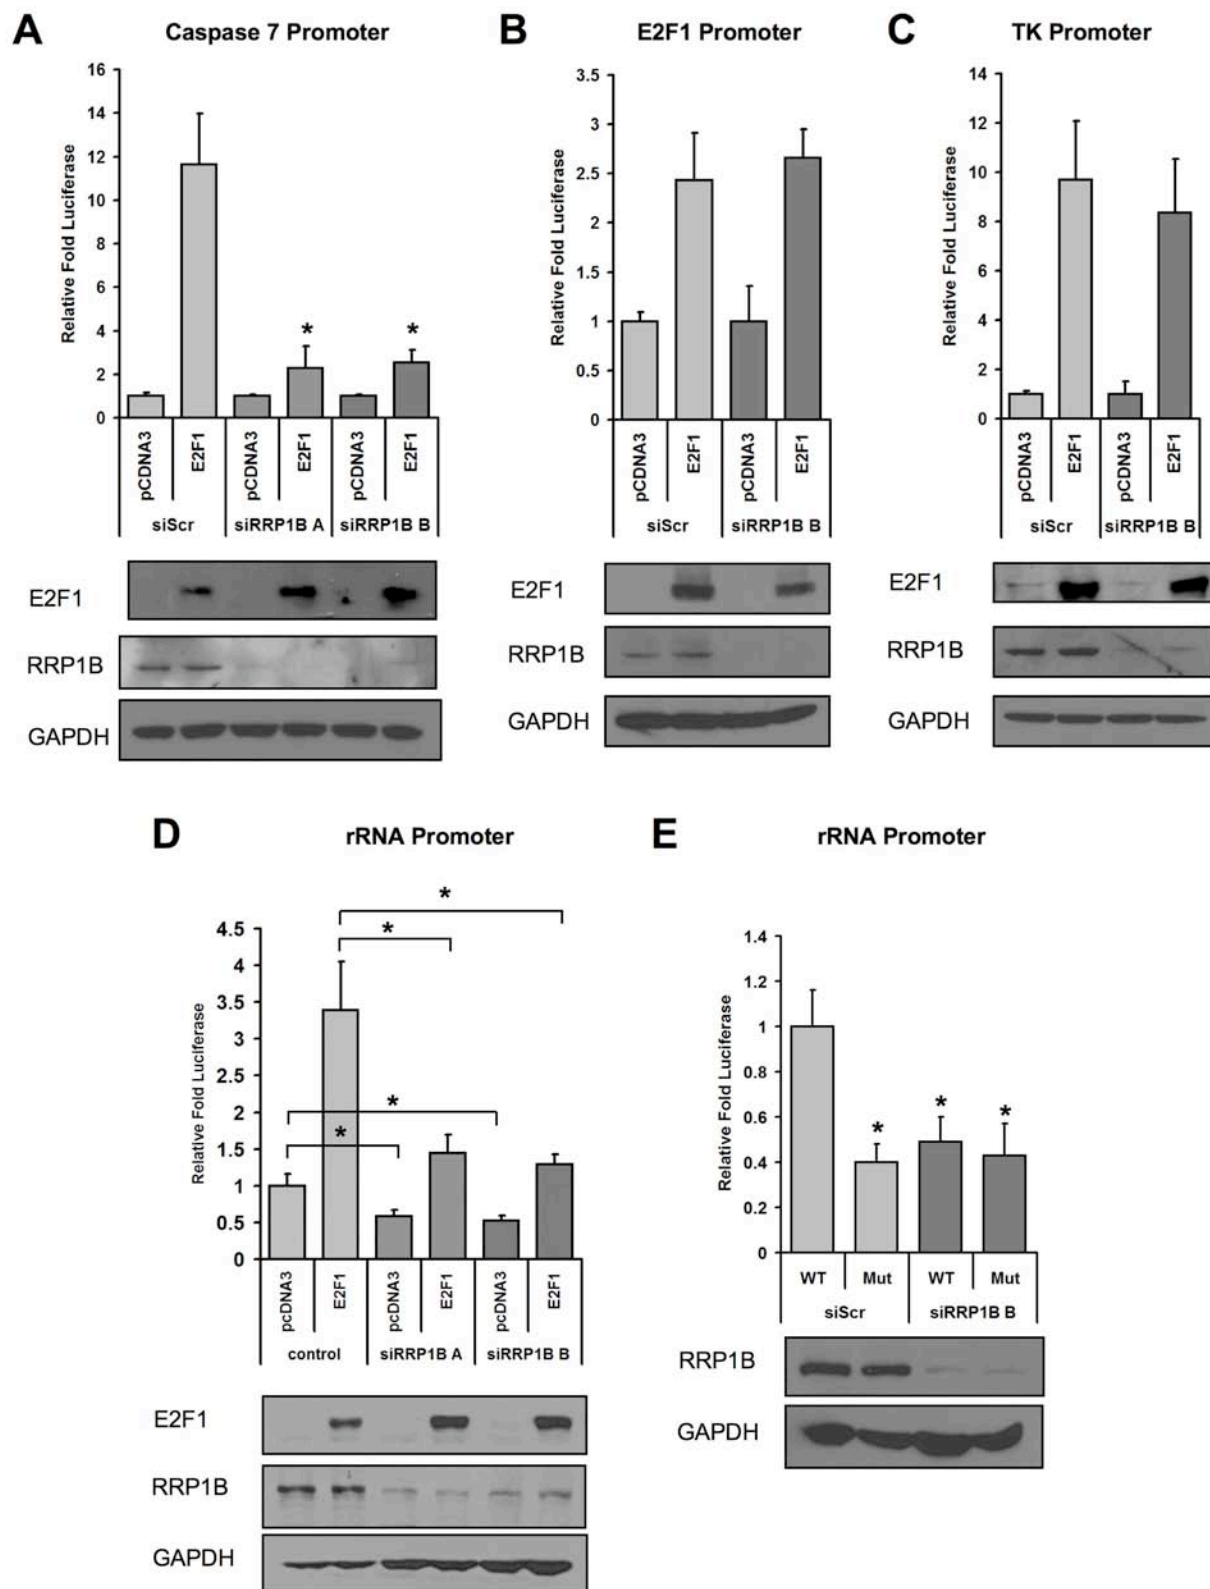 A Caspase 7 Promoter
Relative Fold Luciferase
16
14
12
10
8
6
4
2
0
* *
pCDNA3 E2F1 pCDNA3 E2F1 pCDNA3 E2F1
siScr siRRP1B A siRRP1B B
E2F1
RRP1B
GAPDH
B E2F1 Promoter
Relative Fold Luciferase
3.5
3
2.5
2
1.5
1
0.5
0
pCDNA3 E2F1 pCDNA3 E2F1
siScr siRRP1B B
E2F1
RRP1B
GAPDH
C TK Promoter
Relative Fold Luciferase
14
12
10
8
6
4
2
0
pCDNA3 E2F1 pCDNA3 E2F1
siScr siRRP1B B
E2F1
RRP1B
GAPDH
D rRNA Promoter
Relative Fold Luciferase
*
*
4.5
4
3.5
3
2.5
2
*
*
1.5
1
0.5
0
pcDNA3 E2F1 pcDNA3 E2F1 pcDNA3 E2F1
control siRRP1B A siRRP1B B
E2F1
RRP1B
GAPDH
E rRNA Promoter
Relative Fold Luciferase
1.4
1.2
1
0.8
0.6
0.4
0.2
0
* * *
WT Mut WT Mut
siScr siRRP1B B
RRP1B
GAPDH